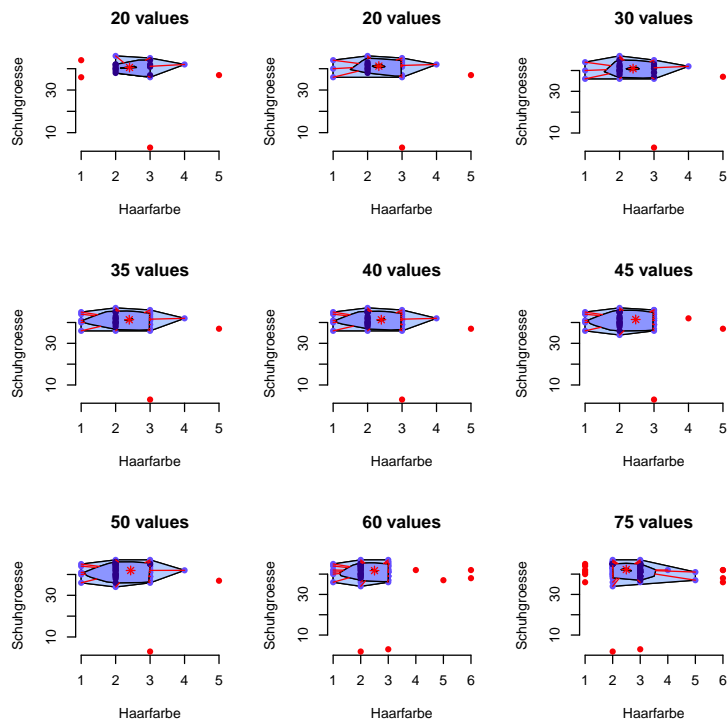 20 values
20 values
30 values
Schuhgroesse
10
30
1 2 3 4 5
Haarfarbe
Schuhgroesse
10
30
1 2 3 4 5
Haarfarbe
Schuhgroesse
10
30
1 2 3 4 5
Haarfarbe
35 values
40 values
45 values
Schuhgroesse
10
30
1 2 3 4 5
Haarfarbe
Schuhgroesse
10
30
1 2 3 4 5
Haarfarbe
Schuhgroesse
10
30
1 2 3 4 5
Haarfarbe
50 values
60 values
75 values
Schuhgroesse
10
30
1 2 3 4 5
Haarfarbe
Schuhgroesse
10
30
1 2 3 4 5 6
Haarfarbe
Schuhgroesse
10
30
1 2 3 4 5 6
Haarfarbe